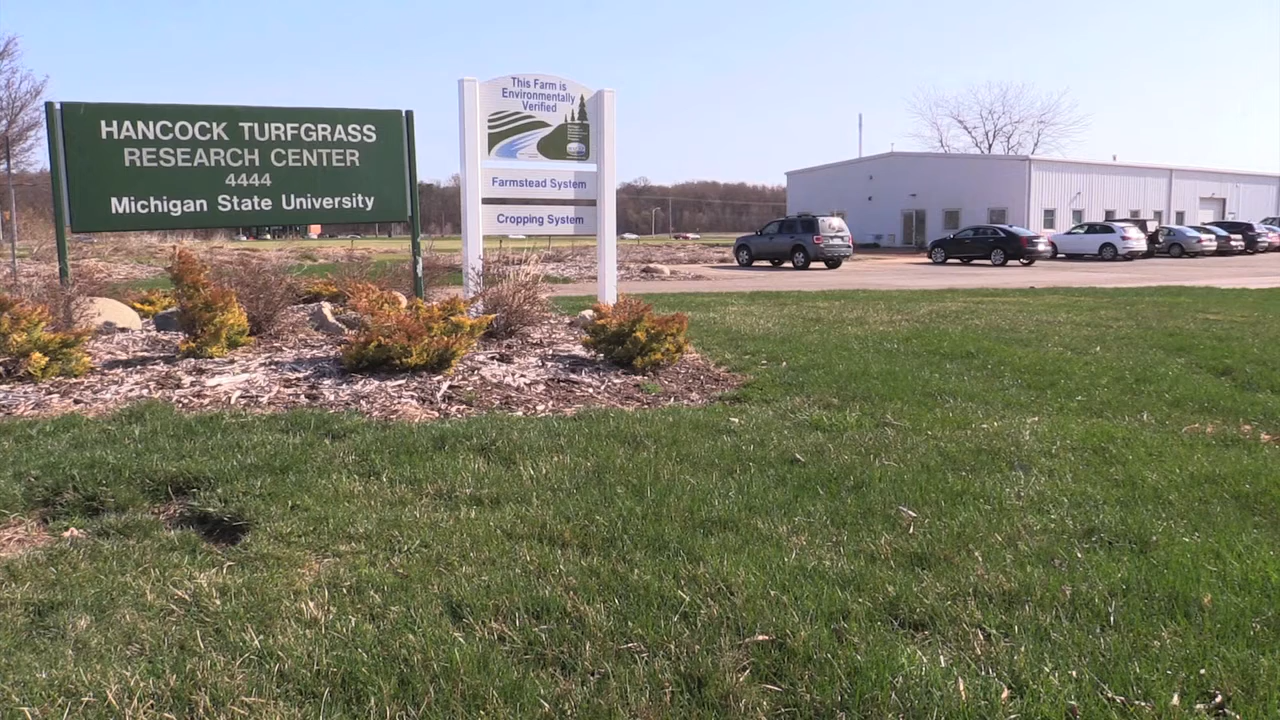 HANCOCK TURFGRASS
RESEARCH CENTER
4444
Michigan State University
This Farm is
Environmentally
Verified
Farmstead System
Cropping System